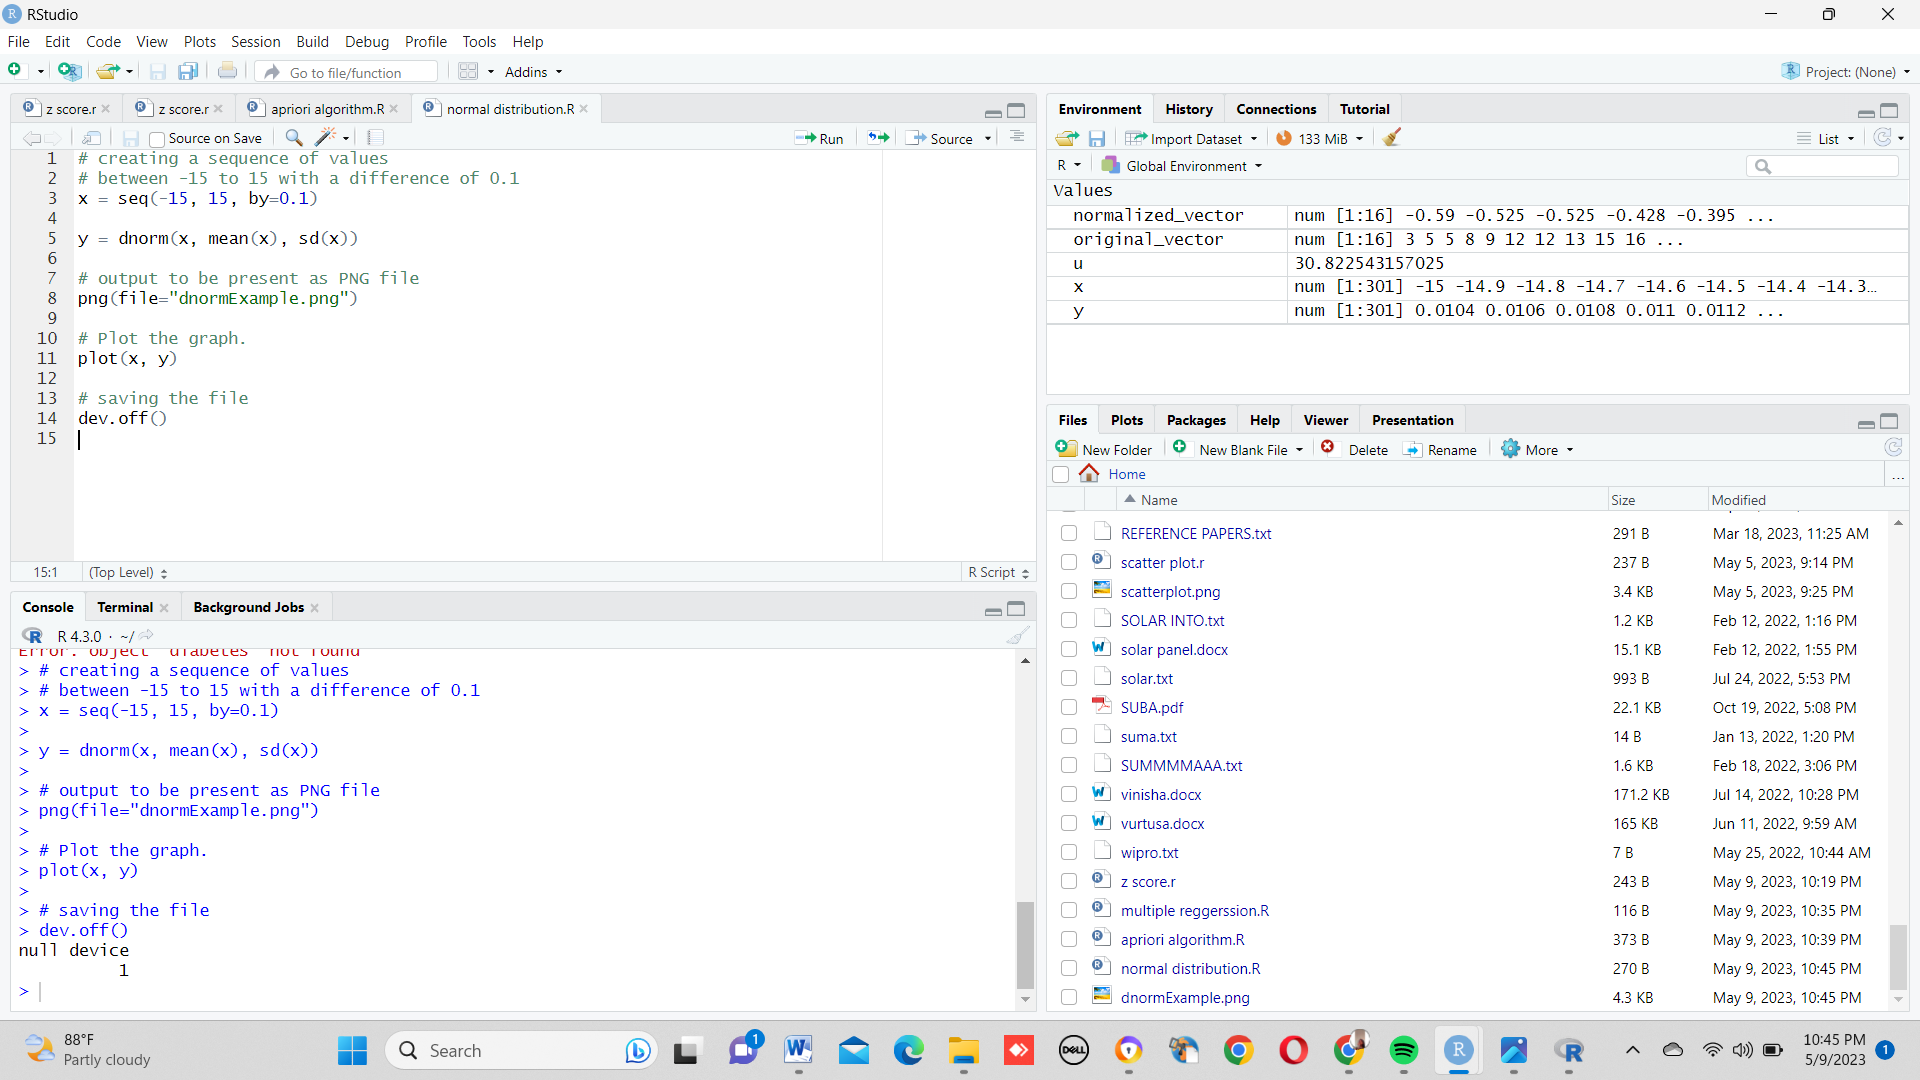 RStudio
File Edit Code View Plots Session Build Debug Profile Tools Help
Go to file/function Addins Project: (None)
z score.r z score.r apriori algorithm.R normal distribution.R
Source on Save Run Source
1 # creating a sequence of values
2 # between -15 to 15 with a difference of 0.1
3 x = seq(-15, 15, by=0.1)
4
5 y = dnorm(x, mean(x), sd(x))
6
7 # output to be present as PNG file
8 png(file="dnormExample.png")
9
10 # Plot the graph.
11 plot(x, y)
12
13 # saving the file
14 dev.off()
15
15:1 (Top Level) R Script
Console Terminal Background Jobs
R 4.3.0 · ~/
Error: object 'diabetes' not found
> # creating a sequence of values
> # between -15 to 15 with a difference of 0.1
> x = seq(-15, 15, by=0.1)
>
> y = dnorm(x, mean(x), sd(x))
>
> # output to be present as PNG file
> png(file="dnormExample.png")
>
> # Plot the graph.
> plot(x, y)
>
> # saving the file
> dev.off()
null device
1
>
Environment History Connections Tutorial
Import Dataset 133 MiB List
R Global Environment
Values
normalized_vector num [1:16] -0.59 -0.525 -0.525 -0.428 -0.395 ...
original_vector num [1:16] 3 5 5 8 9 12 12 13 15 16 ...
u 30.822543157025
x num [1:301] -15 -14.9 -14.8 -14.7 -14.6 -14.5 -14.4 -14.3…
y num [1:301] 0.0104 0.0106 0.0108 0.011 0.0112 ...
Files Plots Packages Help Viewer Presentation
New Folder New Blank File Delete Rename More
Home ...
Name Size Modified
REFERENCE PAPERS.txt 291 B Mar 18, 2023, 11:25 AM
scatter plot.r 237 B May 5, 2023, 9:14 PM
scatterplot.png 3.4 KB May 5, 2023, 9:25 PM
SOLAR INTO.txt 1.2 KB Feb 12, 2022, 1:16 PM
solar panel.docx 15.1 KB Feb 12, 2022, 1:55 PM
solar.txt 993 B Jul 24, 2022, 5:53 PM
SUBA.pdf 22.1 KB Oct 19, 2022, 5:08 PM
suma.txt 14 B Jan 13, 2022, 1:20 PM
SUMMMMAAA.txt 1.6 KB Feb 18, 2022, 3:06 PM
vinisha.docx 171.2 KB Jul 14, 2022, 10:28 PM
vurtusa.docx 165 KB Jun 11, 2022, 9:59 AM
wipro.txt 7 B May 25, 2022, 10:44 AM
z score.r 243 B May 9, 2023, 10:19 PM
multiple reggerssion.R 116 B May 9, 2023, 10:35 PM
apriori algorithm.R 373 B May 9, 2023, 10:39 PM
normal distribution.R 270 B May 9, 2023, 10:45 PM
dnormExample.png 4.3 KB May 9, 2023, 10:45 PM
88°F
Partly cloudy
Search
1
DELL
10:45 PM
5/9/2023
1